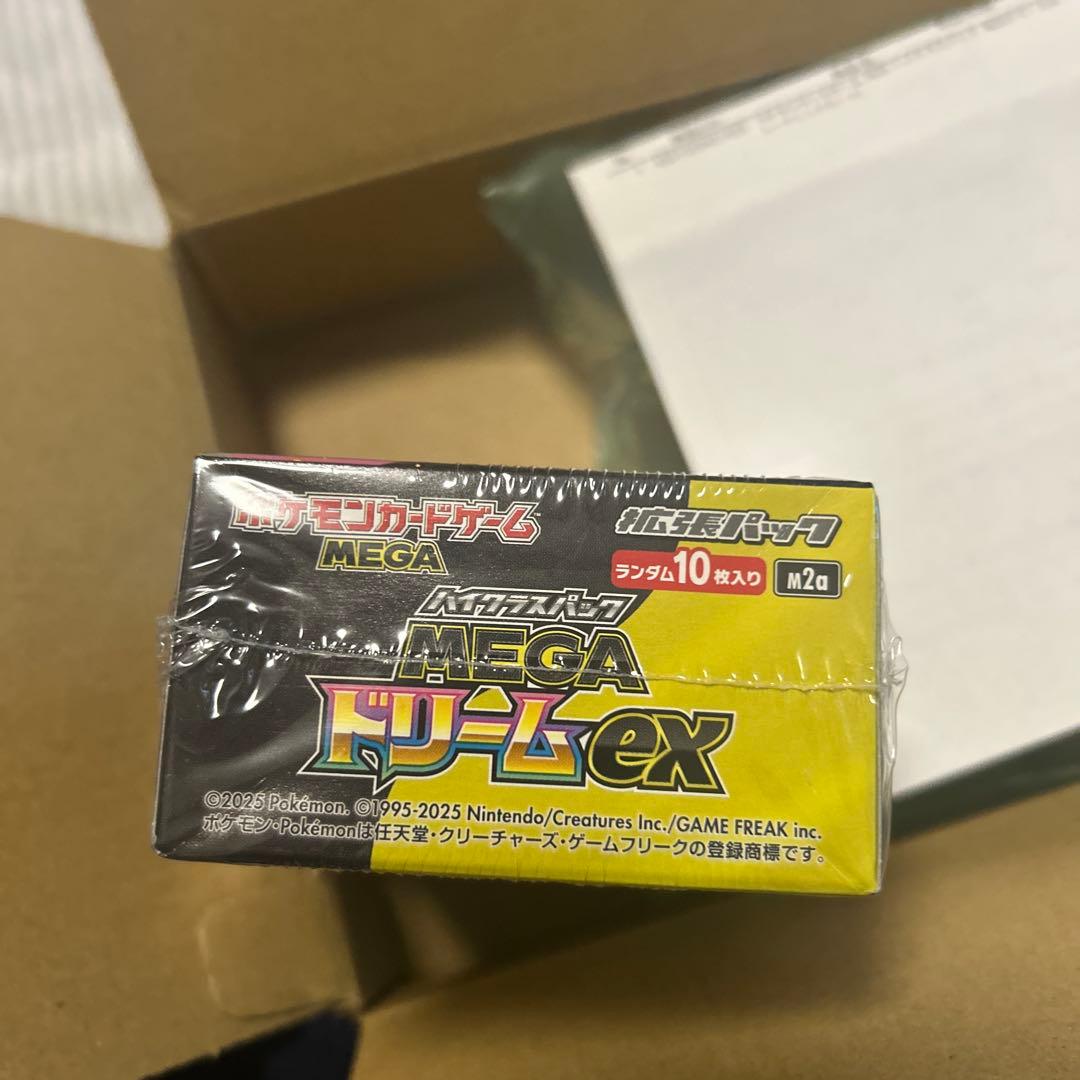 ポケモンカードゲーム™
MEGA
拡張パック
ランダム10枚入り
M2a
ハイクラスパック
MEGA
ドリームex
©2025 Pokémon. ©1995-2025 Nintendo/Creatures Inc./GAME FREAK inc.
ポケモン・Pokémonは任天堂・クリーチャーズ・ゲームフリークの登録商標です。